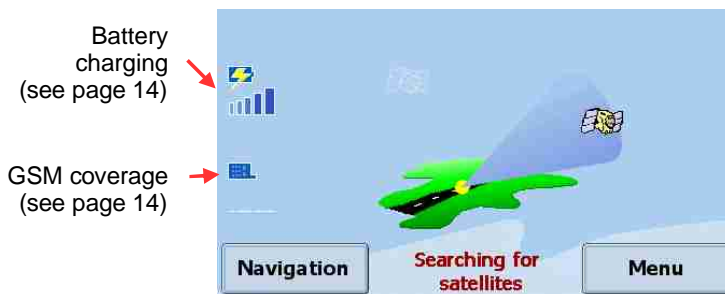 Battery
charging
(see page 14)
GSM coverage
(see page 14)
Navigation
Searching for
satellites
Menu